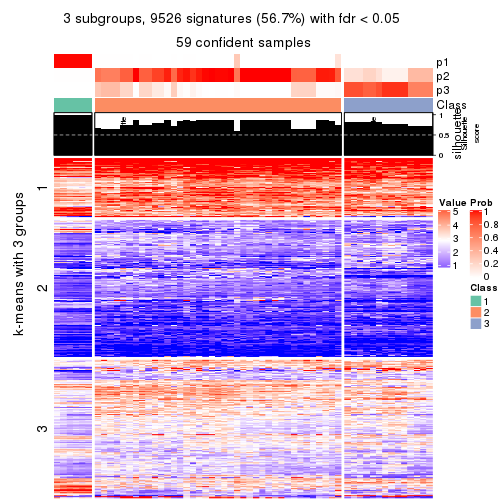 3 subgroups, 9526 signatures (56.7%) with fdr < 0.05
59 confident samples
p1
p2
p3
Class
1
0.5
0
silhouette
Silhouette
score
k-means with 3 groups
1
2
3
Value
5
4
3
2
1
Prob
1
0.8
0.6
0.4
0.2
0
Class
1
2
3